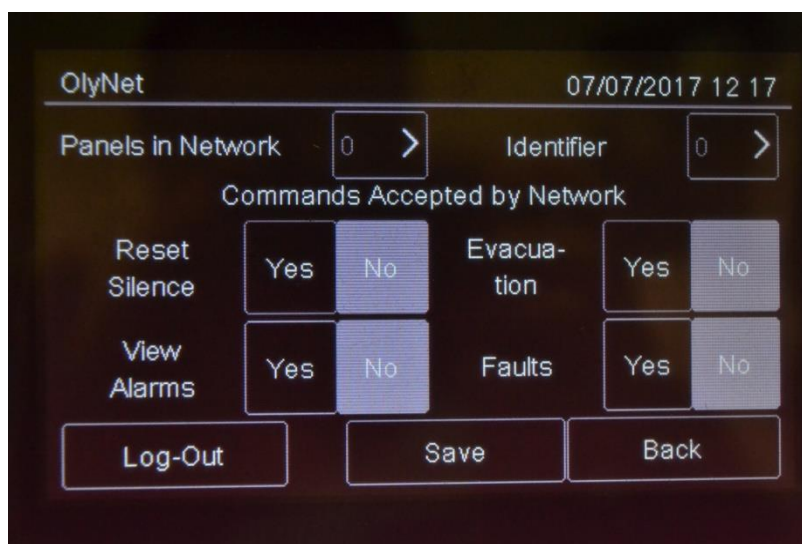 OlyNet 07/07/2017 12 17
Panels in Network 0 > Identifier 0 >
Commands Accepted by Network
Reset Silence Yes No Evacua-tion Yes No
View Alarms Yes No Faults Yes No
Log-Out Save Back